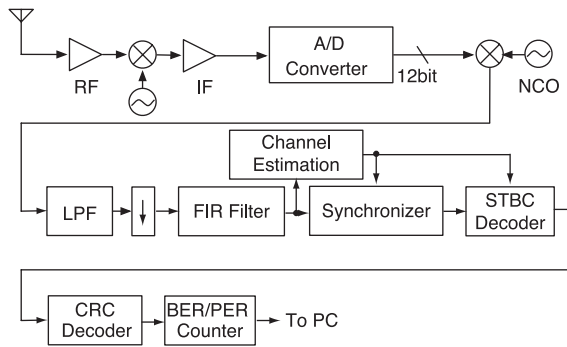 RF
IF
A/D
Converter
12bit
NCO
Channel
Estimation
LPF
FIR Filter
Synchronizer
STBC
Decoder
CRC
Decoder
BER/PER
Counter
To PC